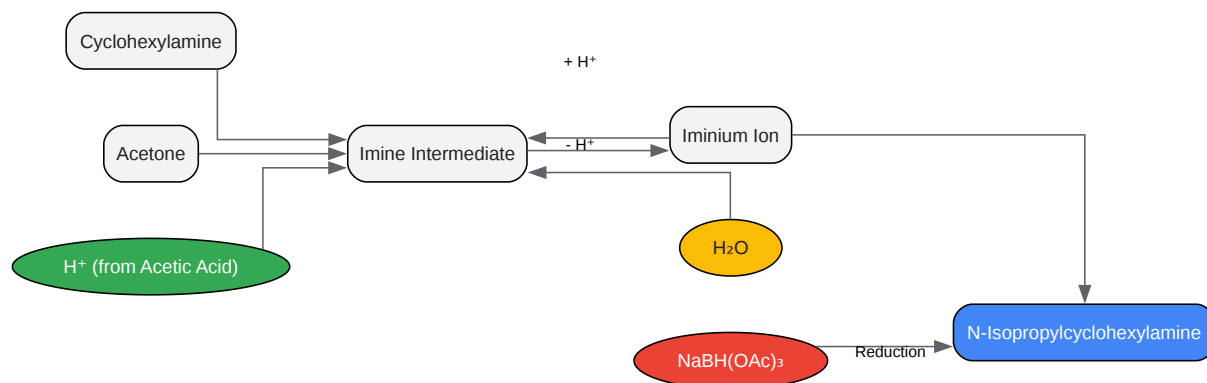 Cyclohexylamine
+ H⁺
Iminium Ion
Acetone
Imine Intermediate
- H⁺
H₂O
H⁺ (from Acetic Acid)
N-Isopropylcyclohexylamine
NaBH(OAc)₃
Reduction